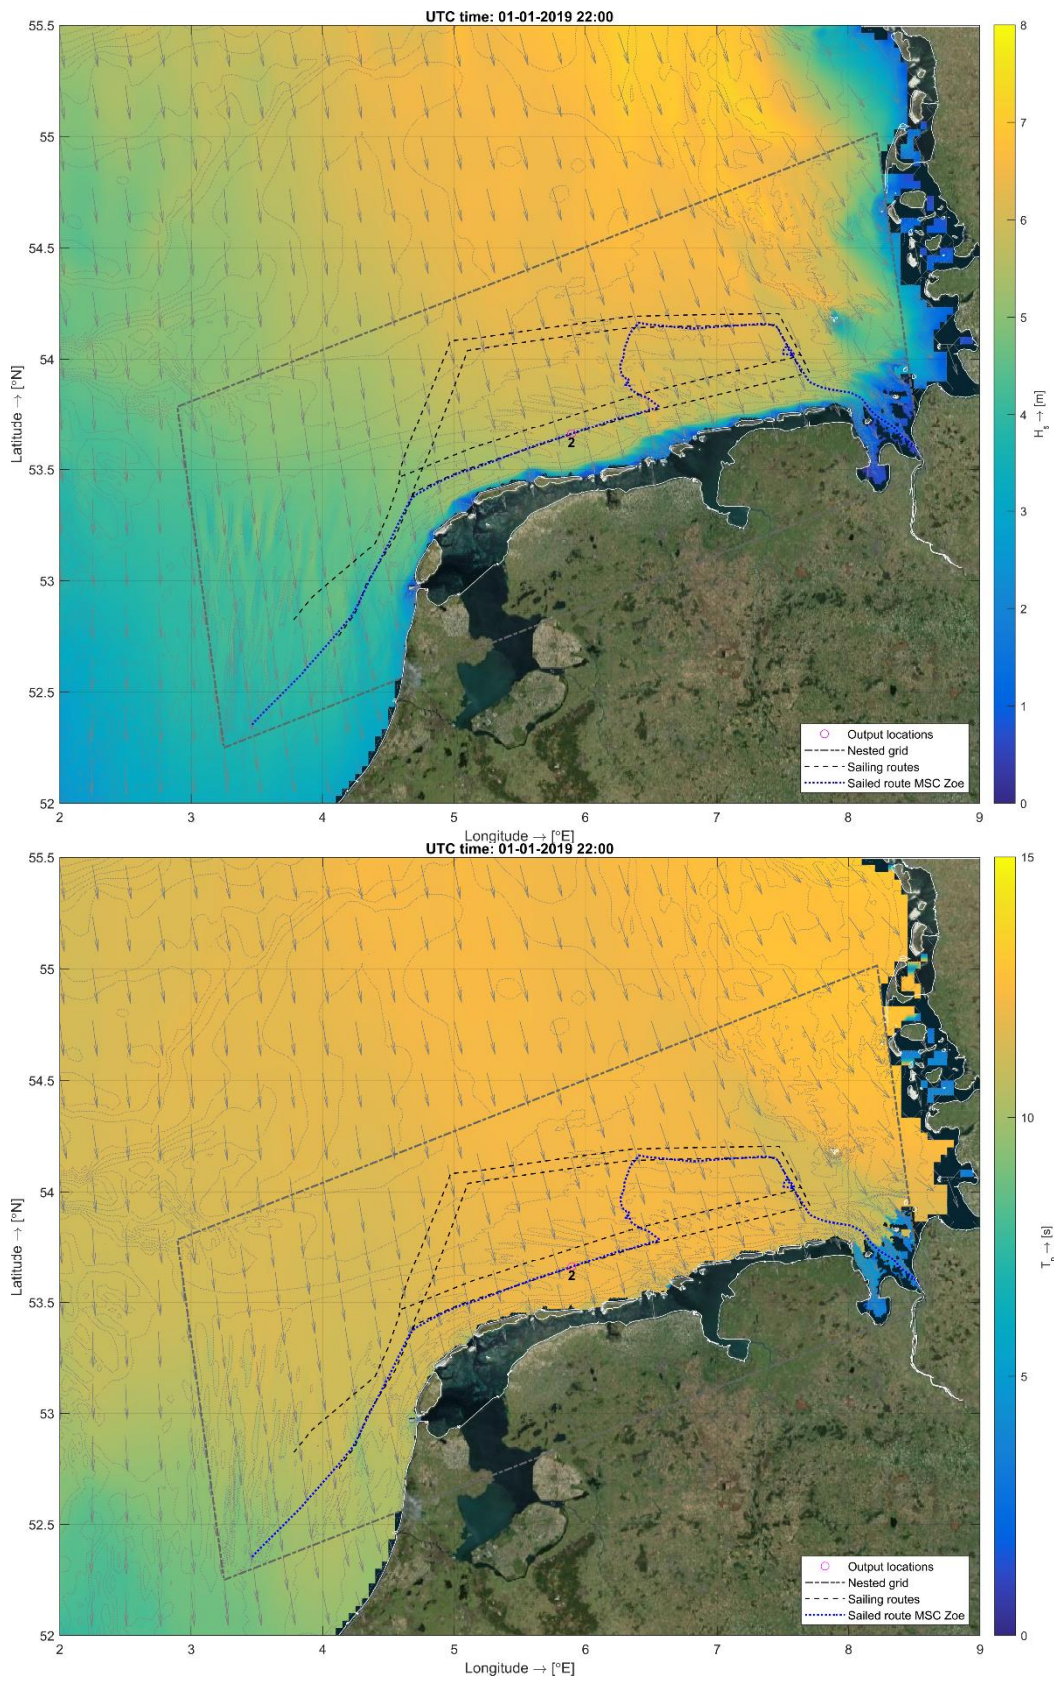 UTC time: 01-01-2019 22:00
55.5
55
54.5
54
53.5
53
52.5
52
Latitude → [°N]
2
2 3 4 5 6 7 8 9
Longitude → [°E]
8
7
6
5
4
3
2
1
0
Hs → [m]
Output locations
Nested grid
Sailing routes
Sailed route MSC Zoe
UTC time: 01-01-2019 22:00
55.5
55
54.5
54
53.5
53
52.5
52
Latitude → [°N]
2
2 3 4 5 6 7 8 9
Longitude → [°E]
15
10
5
0
Tp → [s]
Output locations
Nested grid
Sailing routes
Sailed route MSC Zoe